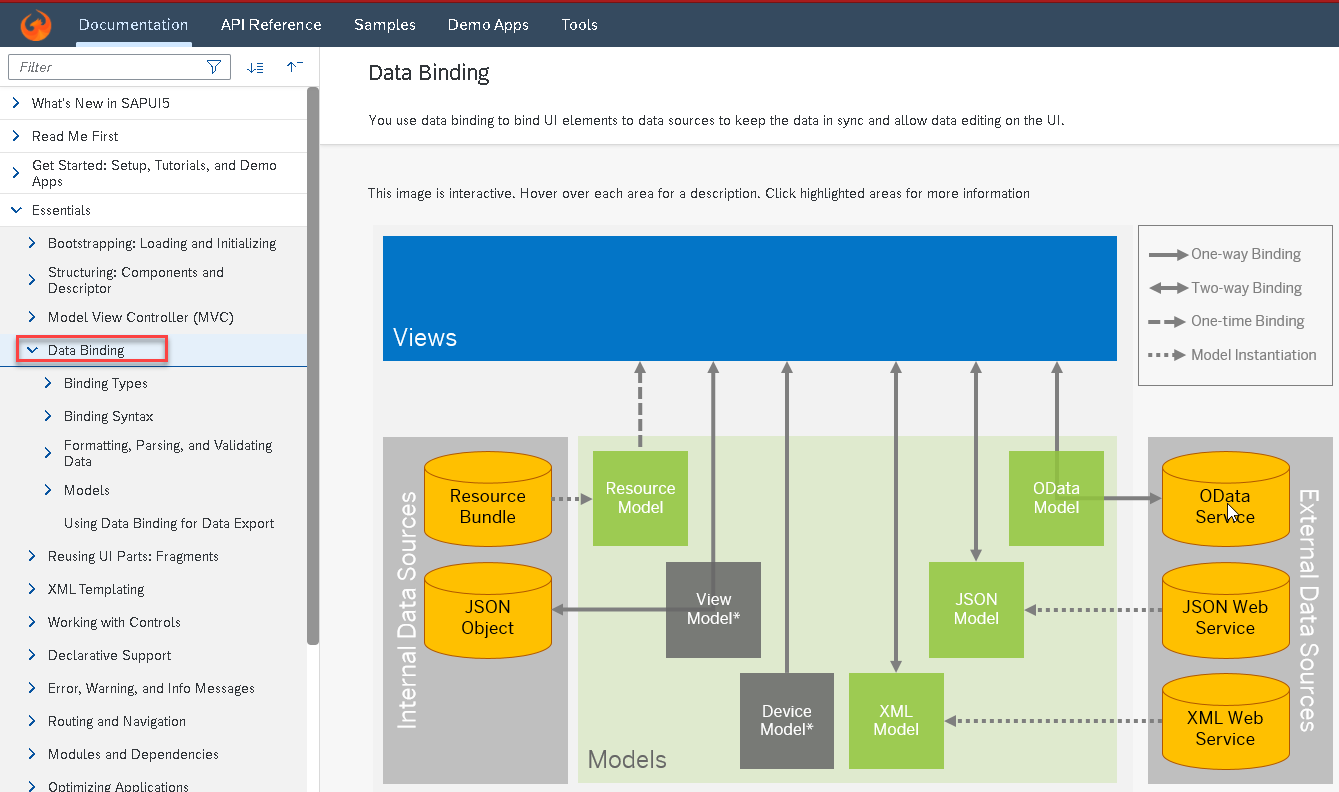 Documentation
API Reference
Samples
Demo Apps
Tools
Filter
What's New in SAPUI5
Read Me First
Get Started: Setup, Tutorials, and Demo
Apps
Essentials
Bootstrapping: Loading and Initializing
Structuring: Components and
Descriptor
Model View Controller (MVC)
Data Binding
Binding Types
Binding Syntax
Formatting, Parsing, and Validating
Data
Models
Using Data Binding for Data Export
Reusing UI Parts: Fragments
XML Templating
Working with Controls
Declarative Support
Error, Warning, and Info Messages
Routing and Navigation
Modules and Dependencies
Optimizing Applications
Data Binding
You use data binding to bind UI elements to data sources to keep the data in sync and allow data editing on the UI.
This image is interactive. Hover over each area for a description. Click highlighted areas for more information
Views
One-way Binding
Two-way Binding
One-time Binding
Model Instantiation
Internal Data Sources
Resource
Bundle
JSON
Object
Resource
Model
View
Model*
Device
Model*
XML
Model
JSON
Model
OData
Model
Models
OData
Service
JSON Web
Service
XML Web
Service
External Data Sources